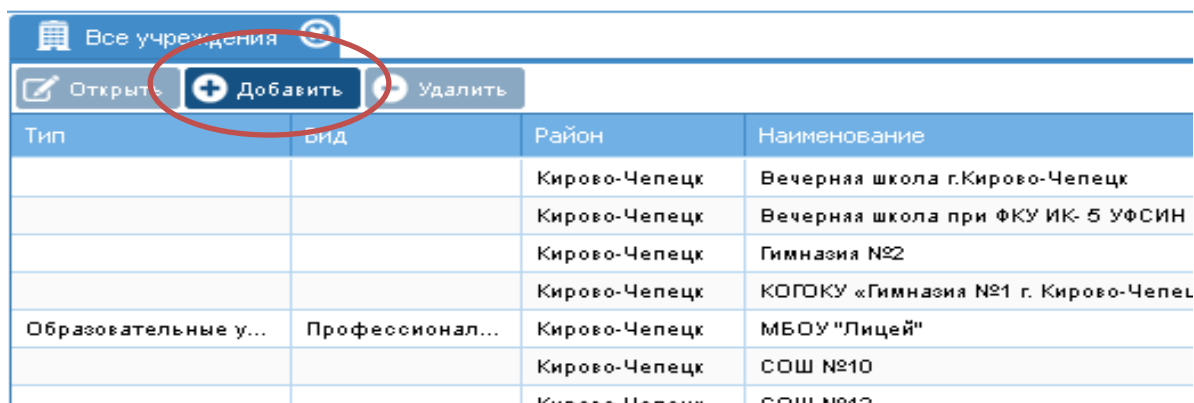 Все учреждения
Открыть Добавить Удалить
Тип Вид Район Наименование
Кирово-Чепецк Вечерняя школа г.Кирово-Чепецк
Кирово-Чепецк Вечерняя школа при ФКУ ИК- 5 УФСИН
Кирово-Чепецк Гимназия №2
Кирово-Чепецк КОГОКУ «Гимназия №1 г. Кирово-Чепец
Образовательные у... Профессионал... Кирово-Чепецк МБОУ "Лицей"
Кирово-Чепецк СОШ №10